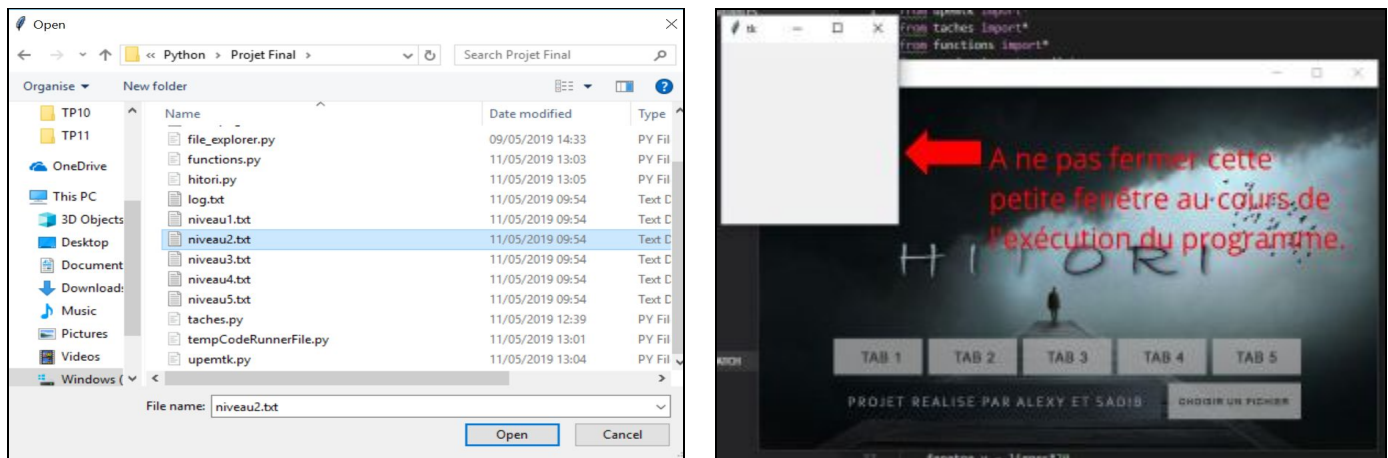 Open
Python > Projet Final >
Search Projet Final
Organise
New folder
TP10
TP11
OneDrive
This PC
3D Objects
Desktop
Document
Downloads
Music
Pictures
Videos
Windows (
Name
Date modified
Type
file_explorer.py 09/05/2019 14:33 PY Fil
functions.py 11/05/2019 13:03 PY Fil
hitori.py 11/05/2019 13:05 PY Fil
log.txt 11/05/2019 09:54 Text D
niveau1.txt 11/05/2019 09:54 Text D
niveau2.txt 11/05/2019 09:54 Text D
niveau3.txt 11/05/2019 09:54 Text D
niveau4.txt 11/05/2019 09:54 Text D
niveau5.txt 11/05/2019 09:54 Text D
taches.py 11/05/2019 12:39 PY Fil
tempCodeRunnerFile.py 11/05/2019 13:01 PY Fil
upemtk.py 11/05/2019 13:04 PY Fil
File name: niveau2.txt
Open
Cancel
from upemtk import*
from taches import*
from functions import*
tk
A ne pas fermer cette
petite fenêtre au cours de
l'exécution du programme.
HITORI
TAB 1
TAB 2
TAB 3
TAB 4
TAB 5
PROJET REALISE PAR ALEXY ET SADIB
CHOISIR UN FICHIER